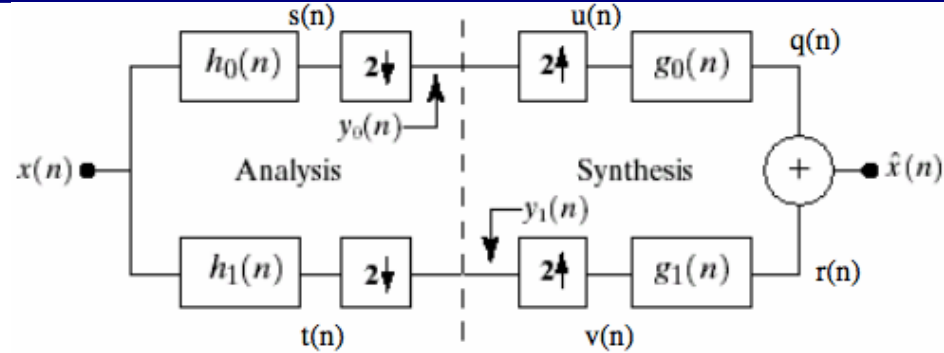 s(n) u(n)
h₀(n) 2↓ 2↑ g₀(n) q(n)
y₀(n)
x(n) Analysis Synthesis + x̂(n)
y₁(n)
h₁(n) 2↓ 2↑ g₁(n) r(n)
t(n) v(n)